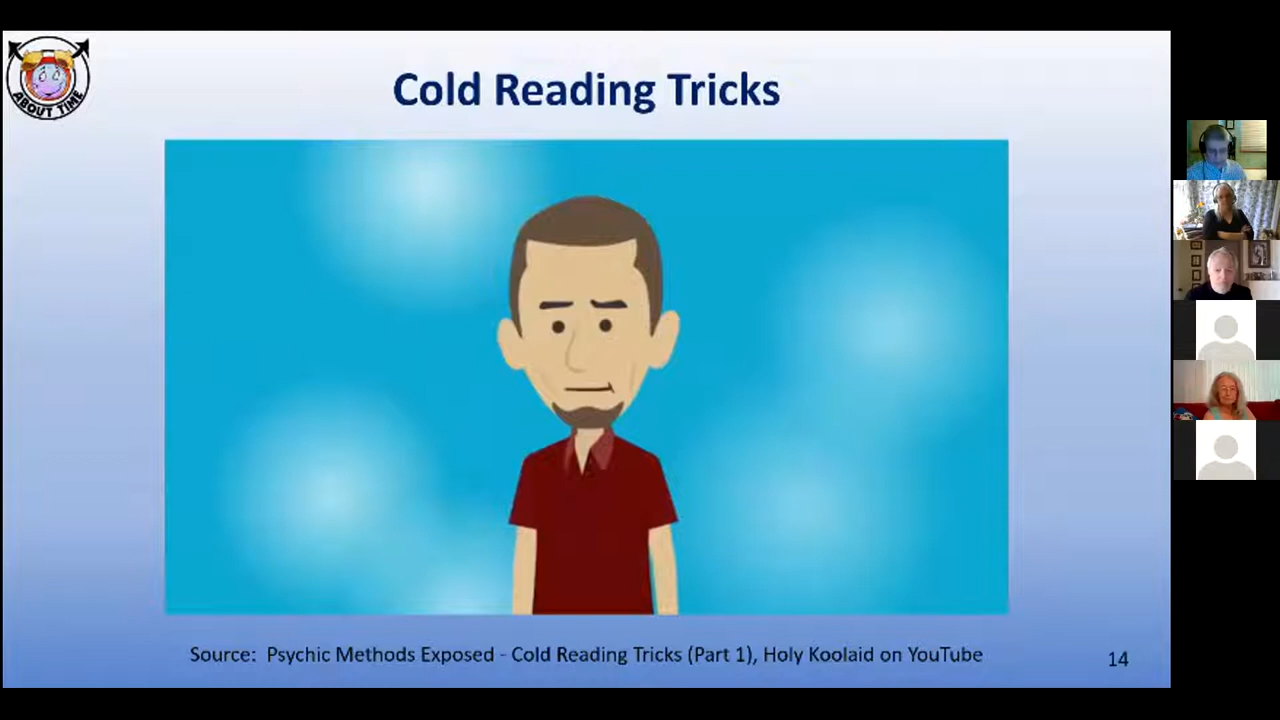 ABOUT TIME
Cold Reading Tricks
Source:  Psychic Methods Exposed - Cold Reading Tricks (Part 1), Holy Koolaid on YouTube
14